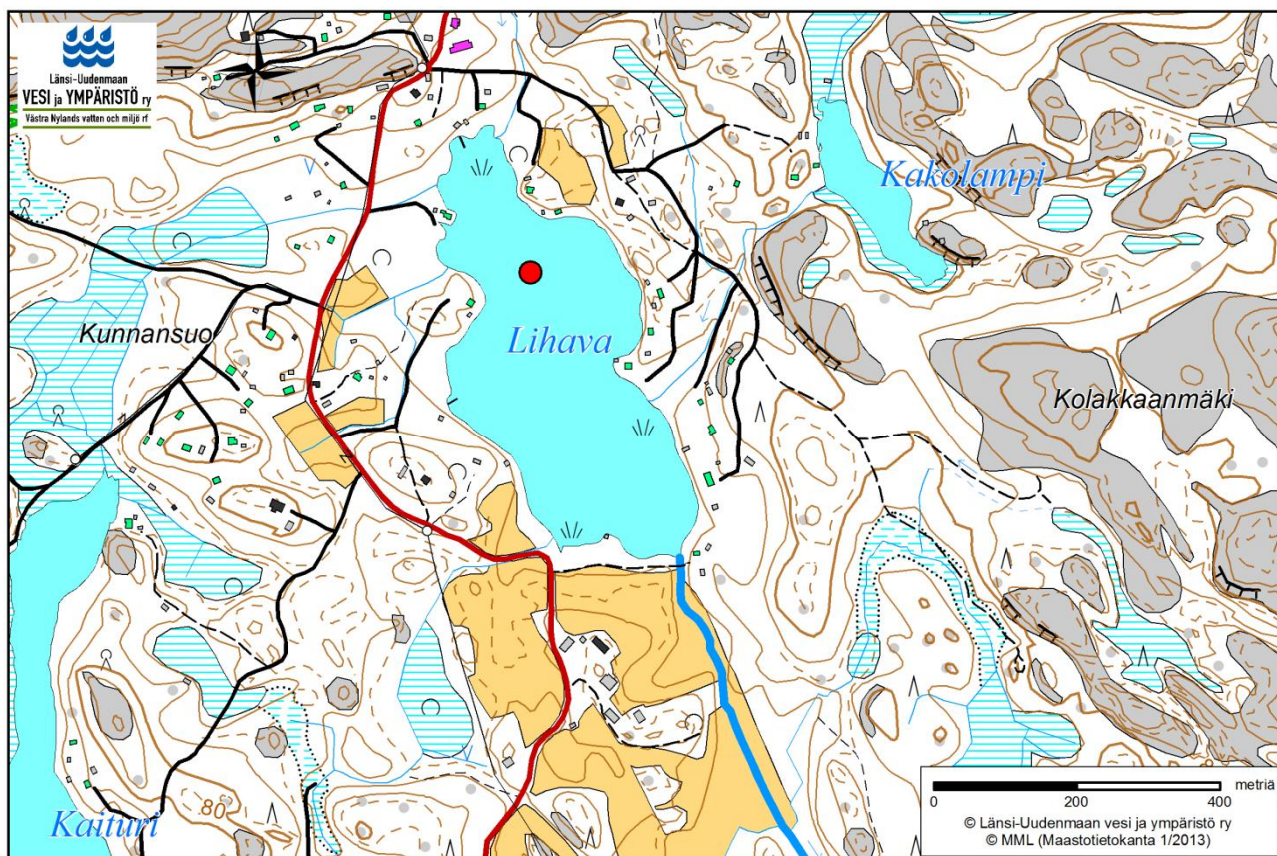 Länsi-Uudenmaan
VESI ja YMPÄRISTÖ ry
Västra Nylands vatten och miljö rf
Kakolampi
Lihava
Kunnansuo
Kolakkaanmäki
80
Kaituri
metriä
0 200 400
© Länsi-Uudenmaan vesi ja ympäristö ry
© MML (Maastotietokanta 1/2013)